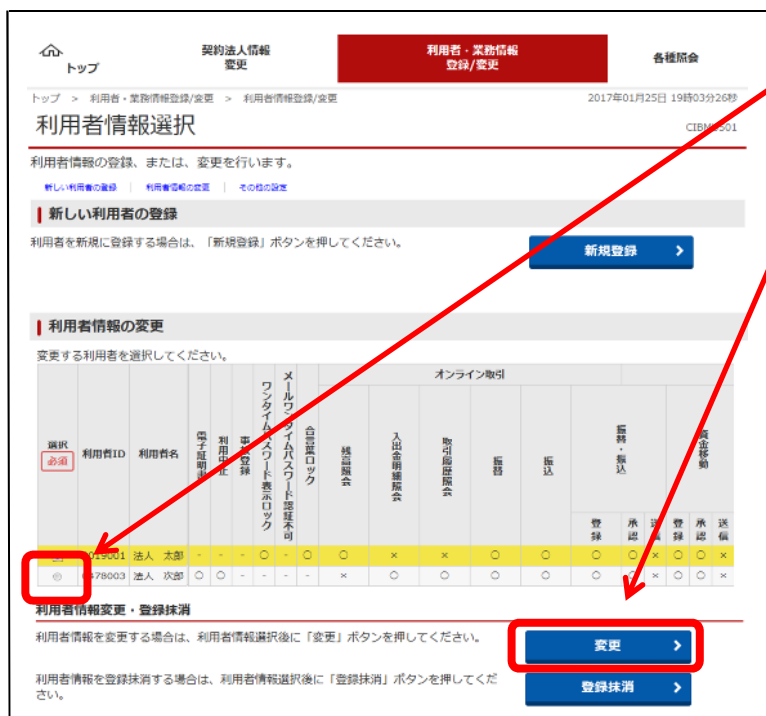 トップ
契約法人情報
変更
利用者・業務情報
登録/変更
各種照会
トップ > 利用者・業務情報登録/変更 > 利用者情報登録/変更
2017年01月25日 19時03分26秒
利用者情報選択
利用者情報の登録、または、変更を行います。
新しい利用者の登録 | 利用者情報の変更 | その他の設定
新しい利用者の登録
利用者を新規に登録する場合は、「新規登録」ボタンを押してください。
新規登録
利用者情報の変更
変更する利用者を選択してください。
選択
必須
利用者ID
利用者名
電子証明書
利用中止
事故登録
ワンタイムパスワード表示ロック
メールワンタイムパスワード認証不可
合言葉ロック
オンライン取引
残高照会
入出金明細照会
取引履歴照会
振替
振込
振替・振込
資金移動
登録 承認 送信 登録 承認 送信
019001 法人 太郎 - - - ○ - ○ ○ × × ○ ○ ○ ○ × ○ ○ ×
478003 法人 次郎 ○ ○ - - - - × ○ ○ ○ ○ ○ ○ × ○ ○ ×
利用者情報変更・登録抹消
利用者情報を変更する場合は、利用者情報選択後に「変更」ボタンを押してください。
変更
利用者情報を登録抹消する場合は、利用者情報選択後に「登録抹消」ボタンを押してくだ
さい。
登録抹消